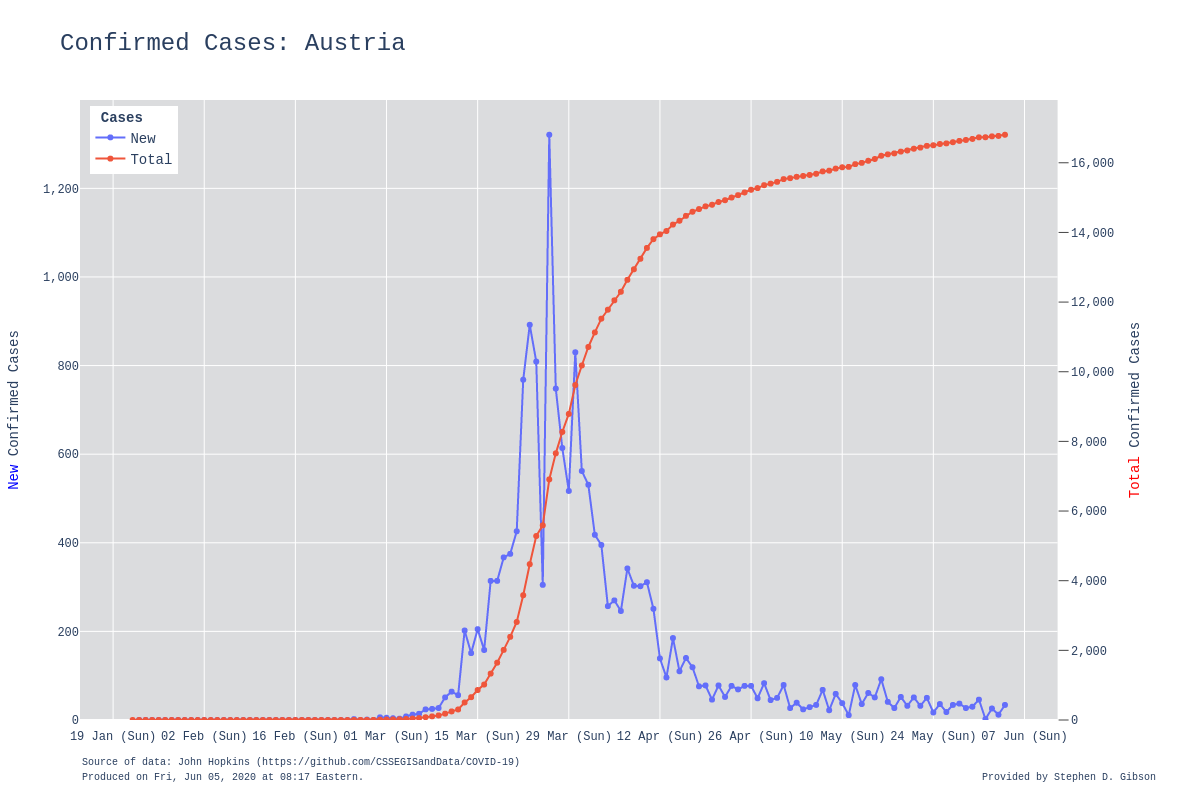 Confirmed Cases: Austria
Cases
New
Total
1,200
1,000
800
600
400
200
0
16,000
14,000
12,000
10,000
8,000
6,000
4,000
2,000
0
New Confirmed Cases
Total Confirmed Cases
19 Jan (Sun) 02 Feb (Sun) 16 Feb (Sun) 01 Mar (Sun) 15 Mar (Sun) 29 Mar (Sun) 12 Apr (Sun) 26 Apr (Sun) 10 May (Sun) 24 May (Sun) 07 Jun (Sun)
Source of data: John Hopkins (https://github.com/CSSEGISandData/COVID-19)
Produced on Fri, Jun 05, 2020 at 08:17 Eastern.
Provided by Stephen D. Gibson